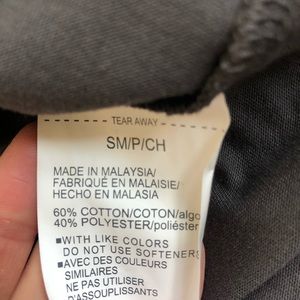 TEAR AWAY
SM/P/CH
MADE IN MALAYSIA/
FABRIQUÉ EN MALAISIE/
HECHO EN MALASIA
60% COTTON/COTON/algo
40% POLYESTER/poliéster
■WITH LIKE COLORS
DO NOT USE SOFTENERS
■AVEC DES COULEURS
SIMILAIRES
NE PAS UTILISER
D'ASSOUPLISSANTS